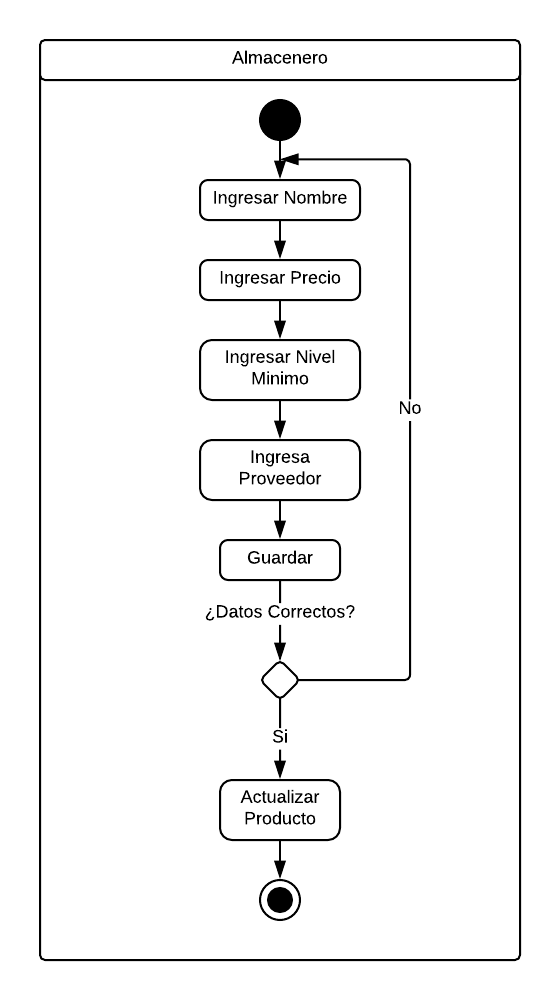 Almacenero
Ingresar Nombre
Ingresar Precio
Ingresar Nivel
Minimo
No
Ingresa
Proveedor
Guardar
¿Datos Correctos?
Si
Actualizar
Producto